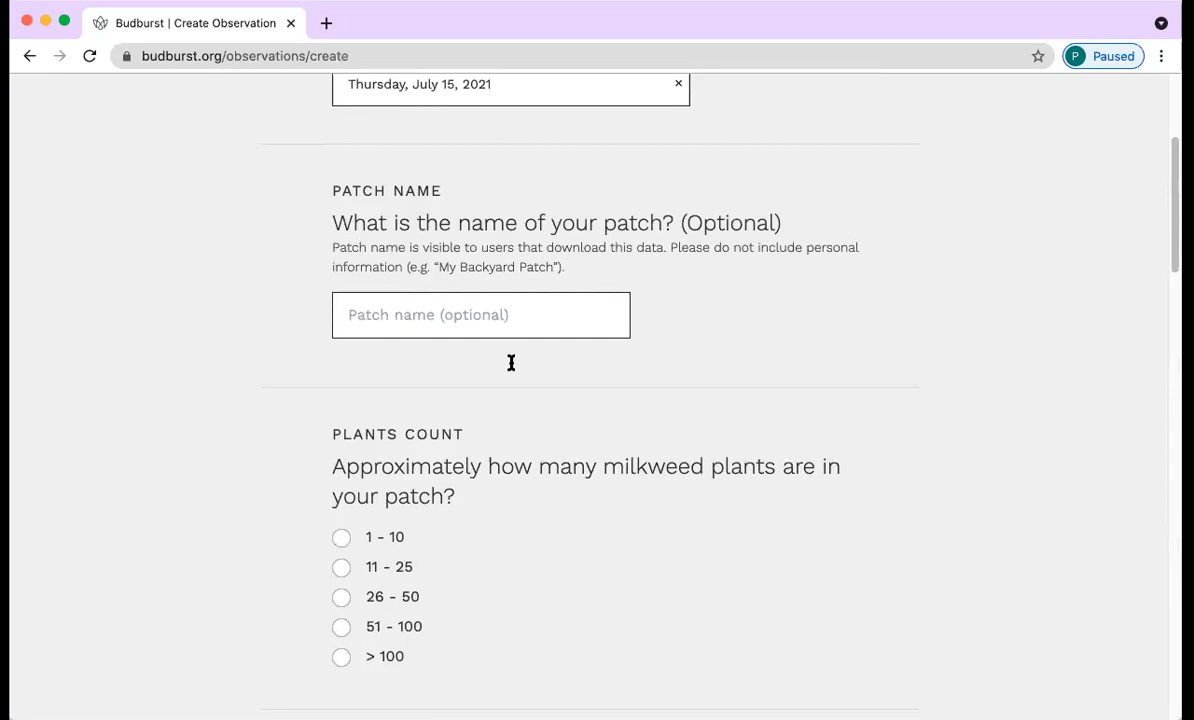 Budburst | Create Observation
budburst.org/observations/create
P Paused
Thursday, July 15, 2021
PATCH NAME
What is the name of your patch? (Optional)
Patch name is visible to users that download this data. Please do not include personal
information (e.g. “My Backyard Patch”).
Patch name (optional)
PLANTS COUNT
Approximately how many milkweed plants are in
your patch?
1 - 10
11 - 25
26 - 50
51 - 100
> 100